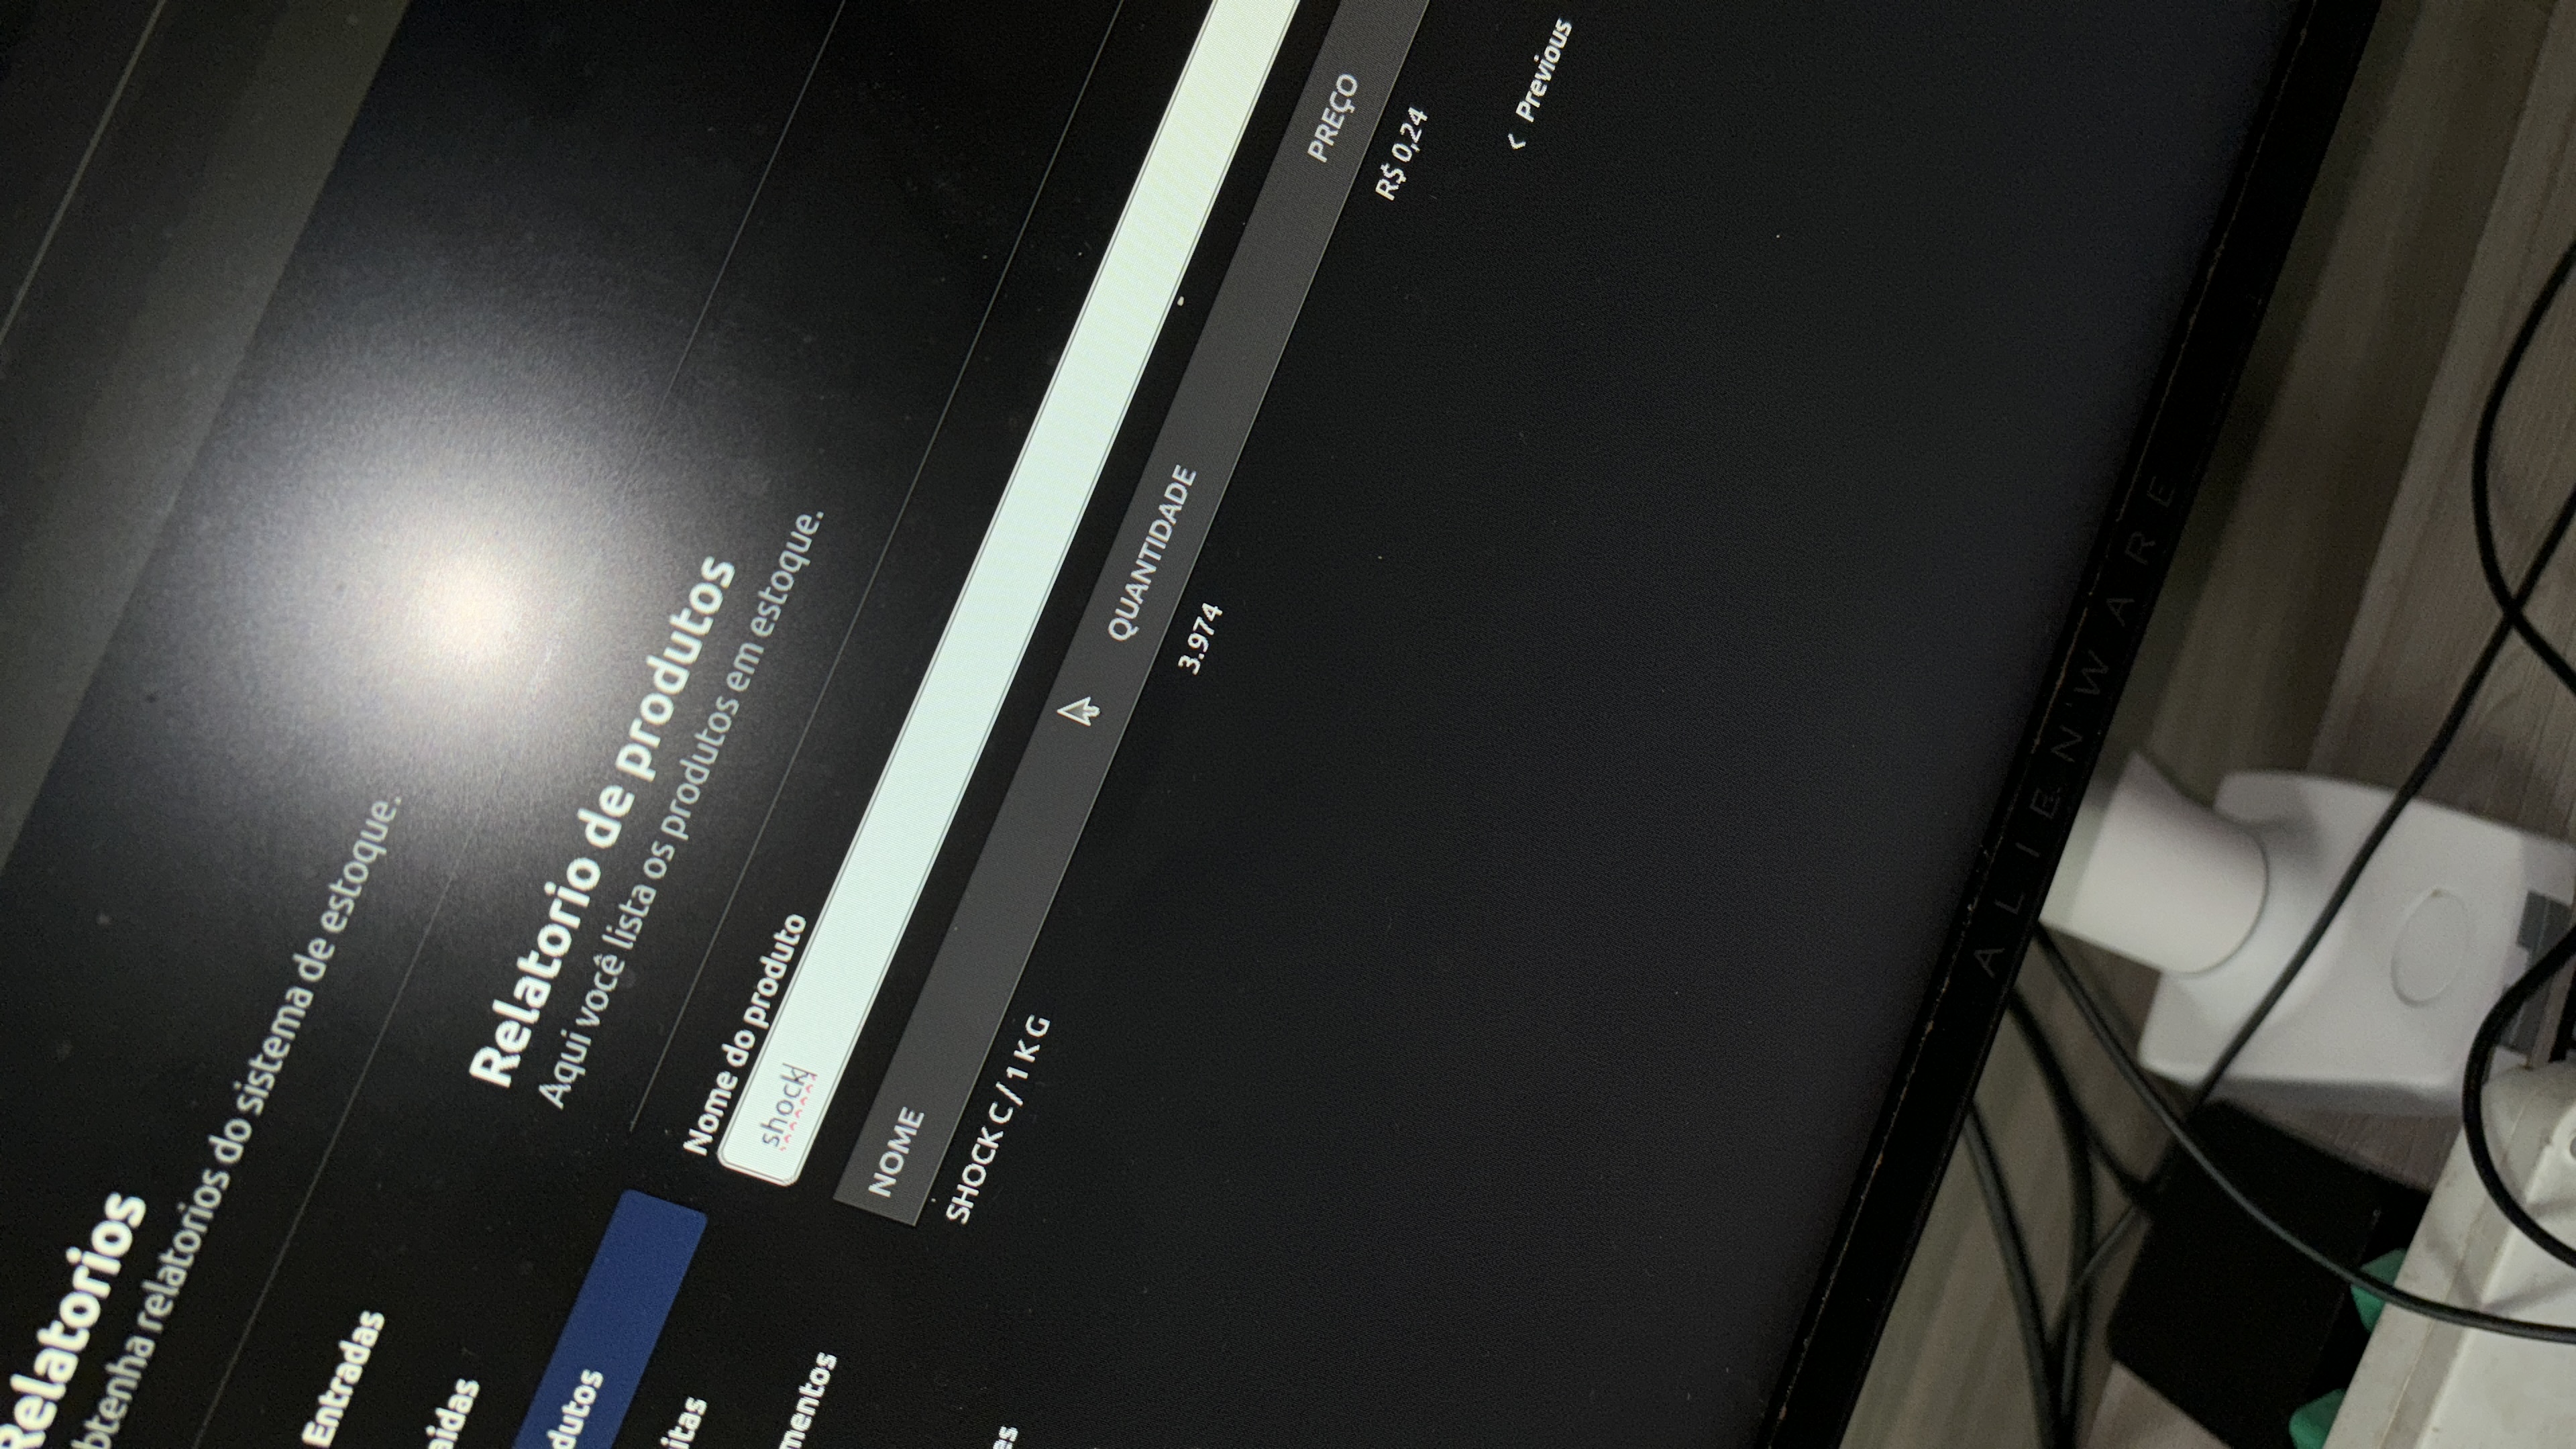 Relatorios
btenha relatorios do sistema de estoque.
Entradas
aidas
dutos
itas
mentos
es
Relatorio de produtos
Aqui você lista os produtos em estoque.
Nome do produto
shock
NOME QUANTIDADE PREÇO
SHOCK C / 1 K G 3.974 R$ 0,24
< Previous
ALIENWARE